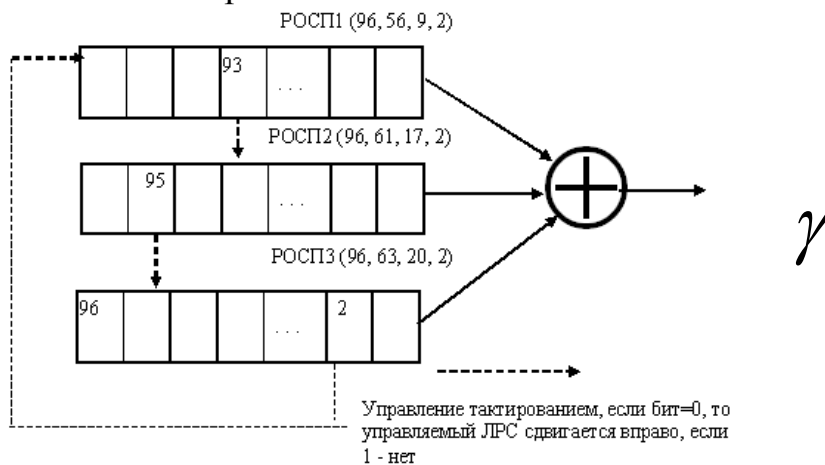 РОСП1 (96, 56, 9, 2)
93
. . .
РОСП2 (96, 61, 17, 2)
95
. . .
γ
РОСП3 (96, 63, 20, 2)
96
. . .
2
Управление тактированием, если бит=0, то
управляемый ЛРС сдвигается вправо, если
1 - нет